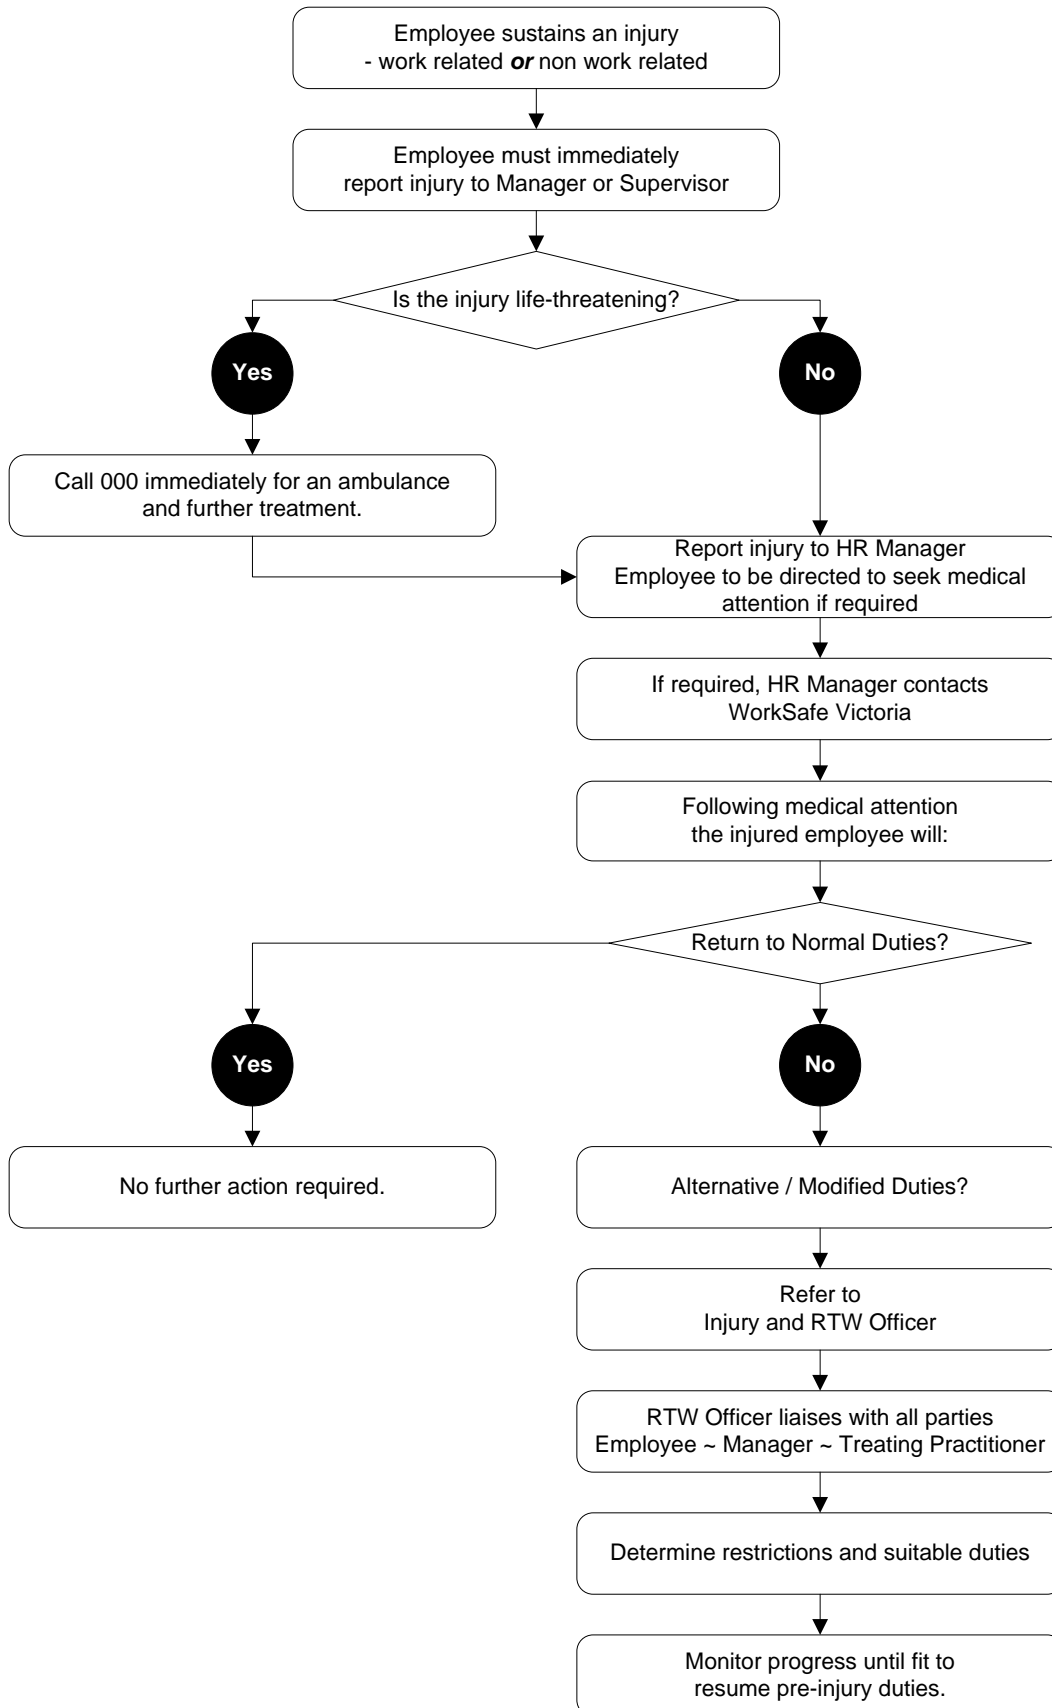 Employee sustains an injury
- work related or non work related
Employee must immediately
report injury to Manager or Supervisor
Is the injury life-threatening?
Yes
No
Call 000 immediately for an ambulance
and further treatment.
Report injury to HR Manager
Employee to be directed to seek medical
attention if required
If required, HR Manager contacts
WorkSafe Victoria
Following medical attention
the injured employee will:
Return to Normal Duties?
Yes
No
No further action required.
Alternative / Modified Duties?
Refer to
Injury and RTW Officer
RTW Officer liaises with all parties
Employee ~ Manager ~ Treating Practitioner
Determine restrictions and suitable duties
Monitor progress until fit to
resume pre-injury duties.